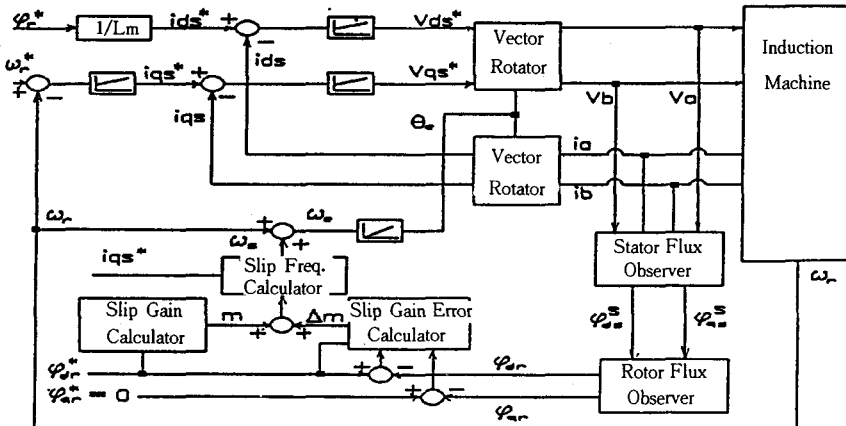 φr* 1/Lm ids* + − Vds* Vector Rotator Induction Machine
ids
ωr* + − iqs* + − Vqs*
iqs θe Vb Va
Vector Rotator ia ib
ωr + ωe
ωs +
iqs* Slip Freq. Calculator Stator Flux Observer ωr
Slip Gain Calculator m + + Δm Slip Gain Error Calculator φds^s φqs^s
φdr* + − φdr Rotor Flux Observer
φqr* = 0 + − φqr